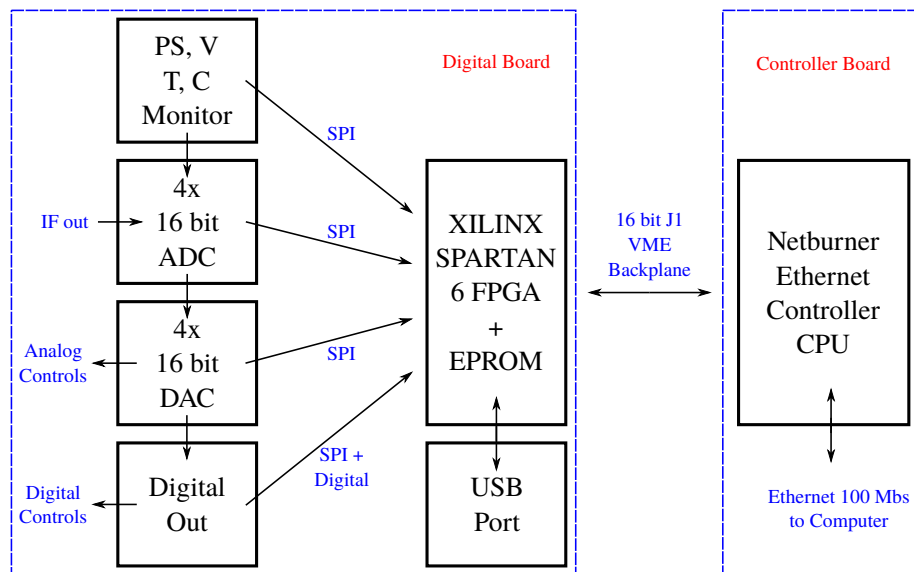 PS, V
T, C
Monitor
Digital Board
Controller Board
SPI
4x
16 bit
ADC
IF out
SPI
XILINX
SPARTAN
6 FPGA
+
EPROM
16 bit J1
VME
Backplane
Netburner
Ethernet
Controller
CPU
4x
16 bit
DAC
Analog
Controls
SPI
SPI +
Digital
Digital
Out
Digital
Controls
USB
Port
Ethernet 100 Mbs
to Computer